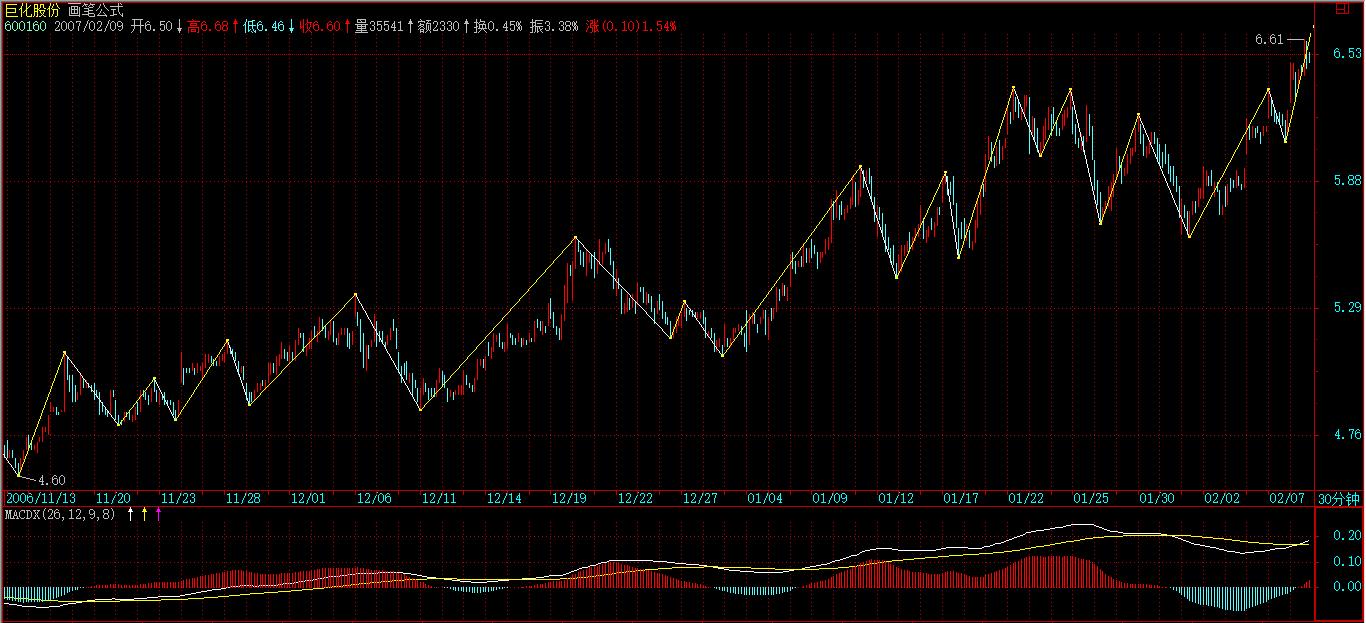 巨化股份 画笔公式
600160 2007/02/09 开6.50↓高6.68↑低6.46↓收6.60↑量35541↑额2330↑换0.45% 振3.38% 涨(0.10)1.54%
日
6.61
6.53
5.88
5.29
4.76
4.60
2006/11/13 11/20 11/23 11/28 12/01 12/06 12/11 12/14 12/19 12/22 12/27 01/04 01/09 01/12 01/17 01/22 01/25 01/30 02/02 02/07 30分钟
MACDX(26,12,9,8) ↑ ↑ ↑
0.20
0.10
0.00